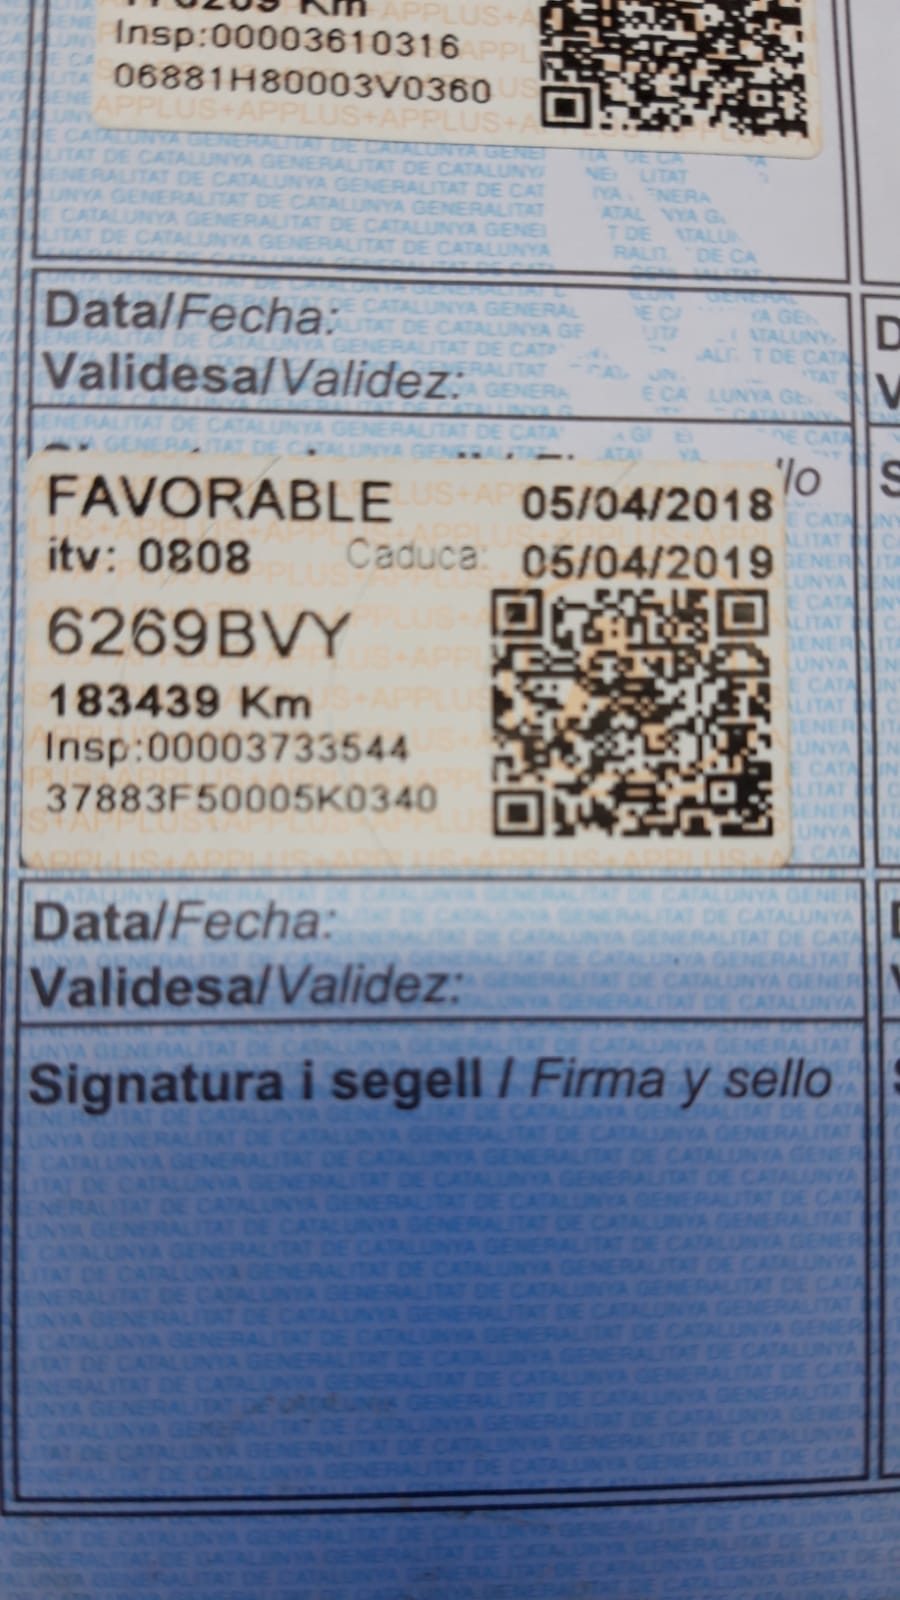 Km
Insp:00003610316
06881H80003V0360
Data/Fecha:
Validesa/Validez:
FAVORABLE 05/04/2018
itv: 0808 Caduca: 05/04/2019
6269BVY
183439 Km
Insp:00003733544
37883F50005K0340
Data/Fecha:
Validesa/Validez:
Signatura i segell / Firma y sello